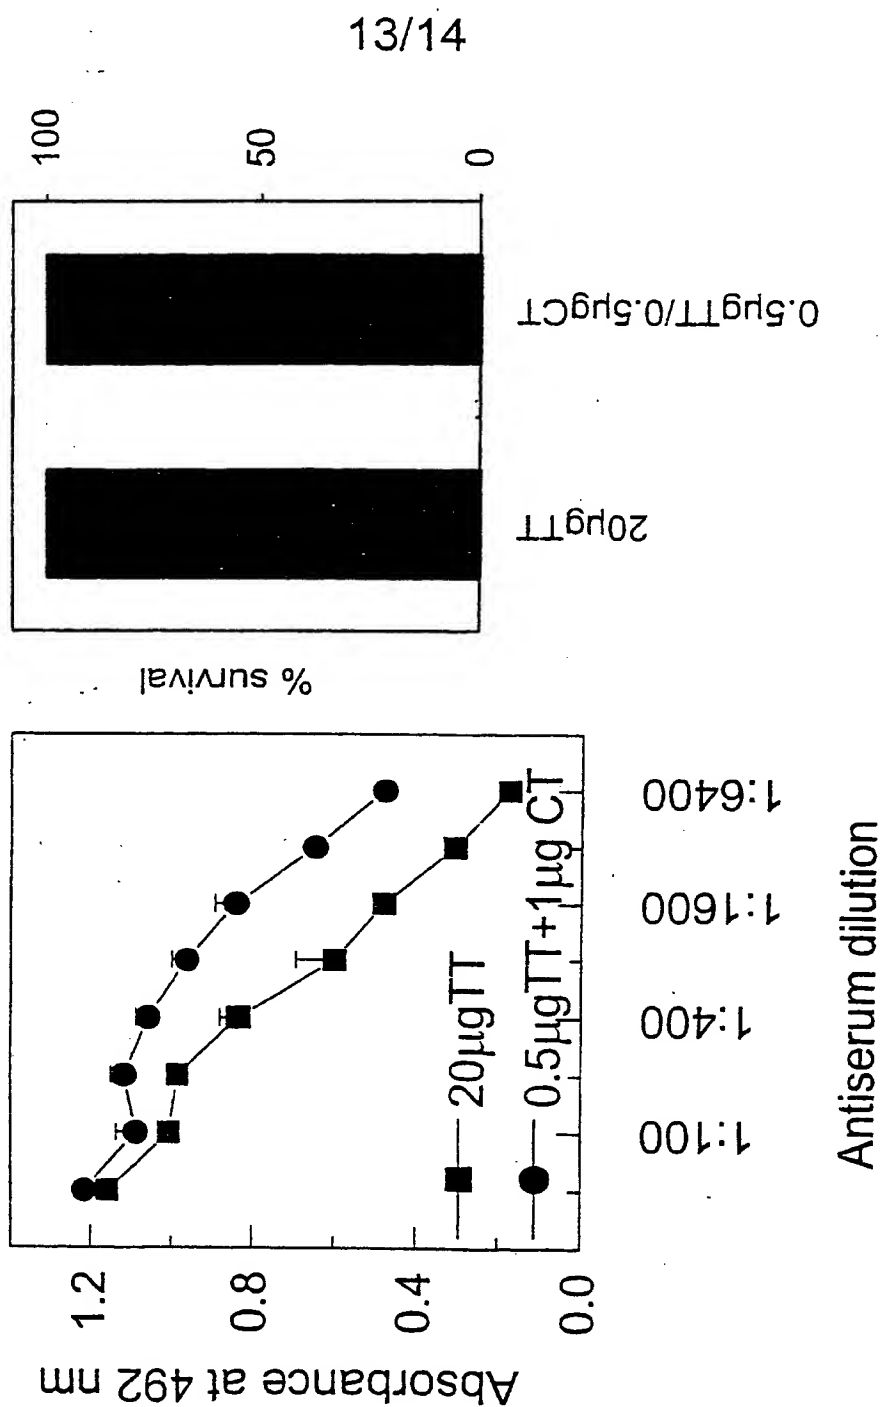 13/14
Absorbance at 492 nm
1.2
0.8
0.4
0.0
20µgTT
0.5µgTT+1µg CT
1:100
1:400
1:1600
1:6400
Antiserum dilution
% survival
100
50
0
20µgTT
0.5µgTT/0.5µgCT